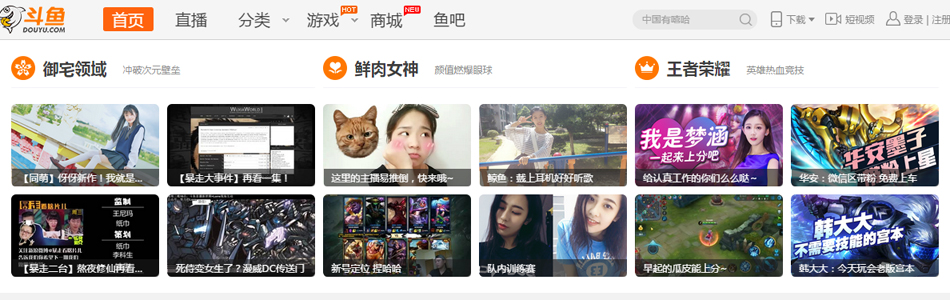 斗鱼
DOUYU.COM
首页
直播
分类
游戏
HOT
商城
NEW
鱼吧
中国有嘻哈
下载
短视频
登录 | 注册
御宅领域
冲破次元壁垒
鲜肉女神
颜值燃爆眼球
王者荣耀
英雄热血竞技
【同萌】伢伢新作！我就是...
【暴走大事件】再看一集！
这里的主播易推倒，快来哦~
鲸鱼：戴上耳机好好听歌
我是梦涵
一起来上分吧
给认真工作的你们么么哒~
华安墨子
华安：微信区带粉 免费上车
监制
王尼玛
纸巾
策划
纸巾
李科生
【暴走二台】熬夜修仙再看...
死侍变女生了？漫威DC传送门
新号定位 捏哈哈
队内训练赛
早起的瓜皮能上分~
韩大大
不需要技能的宫本
韩大大：今天玩会老版宫本